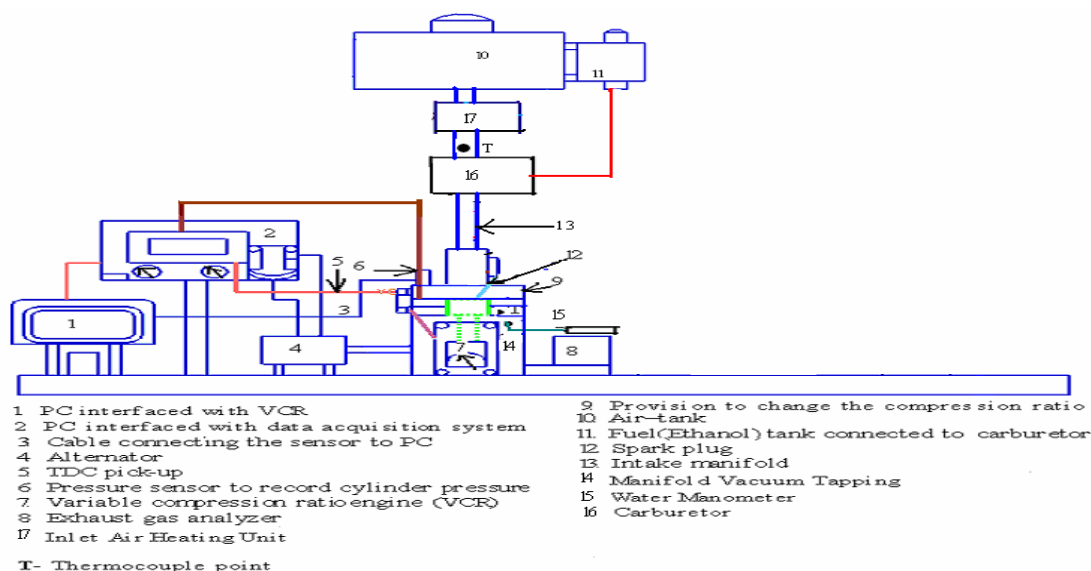 10
11
17
T
16
13
2
12
5
6
9
3
T
15
1
4
7
14
8
1 PC interfaced with VCR
2 PC interfaced with data acquisition system
3 Cable connecting the sensor to PC
4 Alternator
5 TDC pick-up
6 Pressure sensor to record cylinder pressure
7. Variable compression ratioengine (VCR)
8 Exhaust gas analyzer
17 Inlet Air Heating Unit
T- Thermocouple point
9. Provision to change the compression ratio
10. Air-tank
11. Fuel(Ethanol) tank connected to carburetor
12. Spark plug
13. Intake manifold
14 Manifold Vacuum Tapping
15 Water Manometer
16 Carburetor